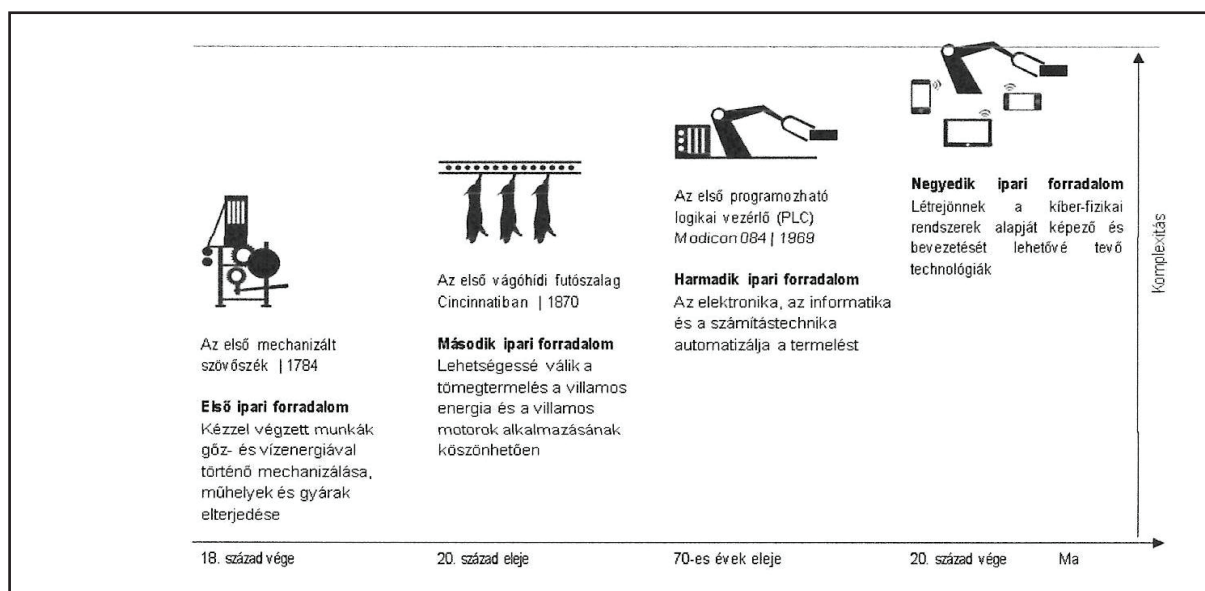 Az első mechanizált
szövőszék | 1784
Első ipari forradalom
Kézzel végzett munkák
gőz- és vízenergiával
történő mechanizálása,
műhelyek és gyárak
elterjedése
Az első vágóhídi futószalag
Cincinnatiban | 1870
Második ipari forradalom
Lehetségessé válik a
tömegtermelés a villamos
energia és a villamos
motorok alkalmazásának
köszönhetően
Az első programozható
logikai vezérlő (PLC)
Modicon 084 | 1969
Harmadik ipari forradalom
Az elektronika, az informatika
és a számítástechnika
automatizálja a termelést
Negyedik ipari forradalom
Létrejönnek a kíber-fizikai
rendszerek alapját képező és
bevezetését lehetővé tevő
technológiák
Komplexitás
18. század vége
20. század eleje
70-es évek eleje
20. század vége
Ma